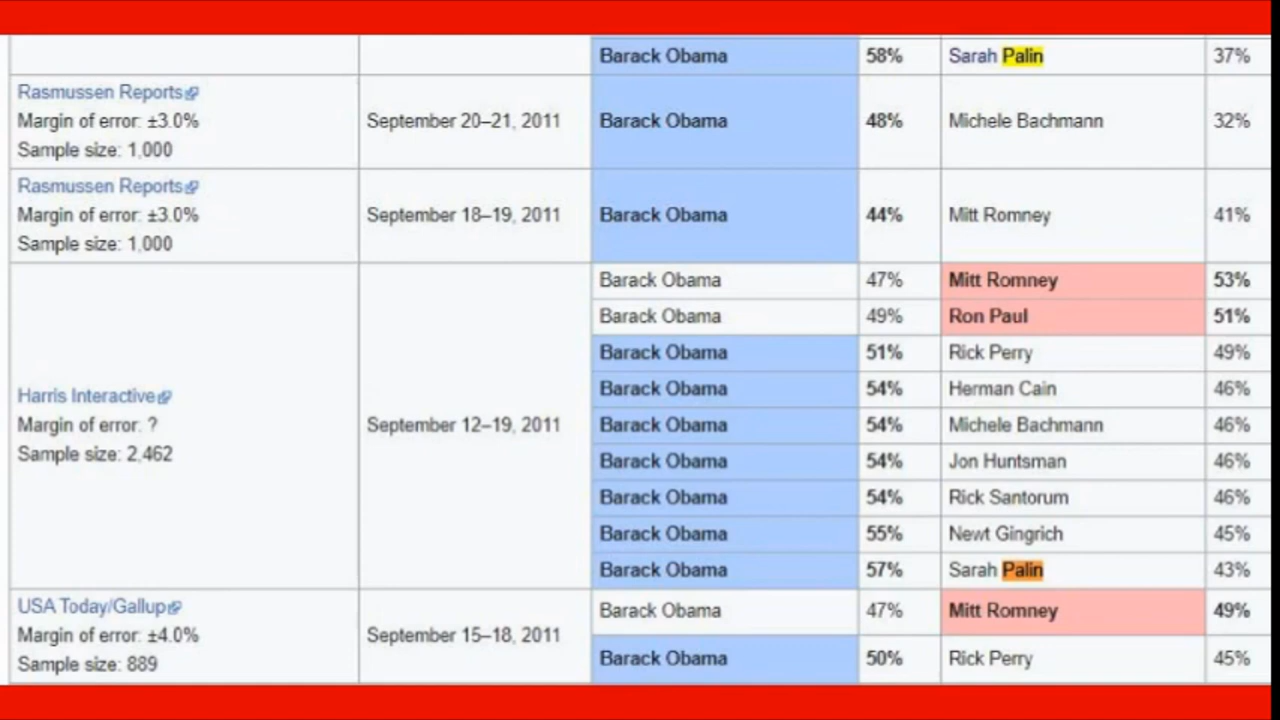 Barack Obama 58% Sarah Palin 37%
Rasmussen Reports
Margin of error: ±3.0%
Sample size: 1,000
September 20–21, 2011 Barack Obama 48% Michele Bachmann 32%
Rasmussen Reports
Margin of error: ±3.0%
Sample size: 1,000
September 18–19, 2011 Barack Obama 44% Mitt Romney 41%
Harris Interactive
Margin of error: ?
Sample size: 2,462
September 12–19, 2011
Barack Obama 47% Mitt Romney 53%
Barack Obama 49% Ron Paul 51%
Barack Obama 51% Rick Perry 49%
Barack Obama 54% Herman Cain 46%
Barack Obama 54% Michele Bachmann 46%
Barack Obama 54% Jon Huntsman 46%
Barack Obama 54% Rick Santorum 46%
Barack Obama 55% Newt Gingrich 45%
Barack Obama 57% Sarah Palin 43%
USA Today/Gallup
Margin of error: ±4.0%
Sample size: 889
September 15–18, 2011
Barack Obama 47% Mitt Romney 49%
Barack Obama 50% Rick Perry 45%